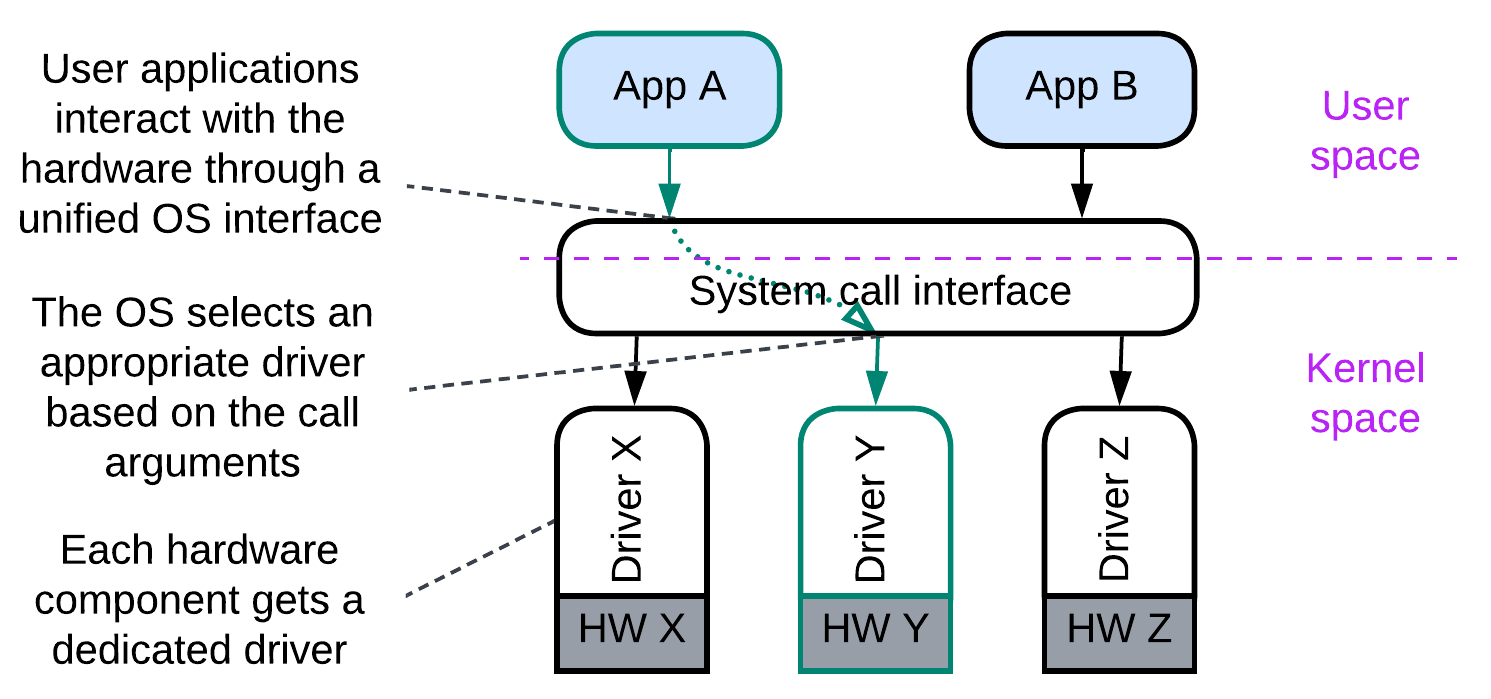 User applications
interact with the
hardware through a
unified OS interface
The OS selects an
appropriate driver
based on the call
arguments
Each hardware
component gets a
dedicated driver
App A
App B
System call interface
Driver X
Driver Y
Driver Z
HW X
HW Y
HW Z
User
space
Kernel
space